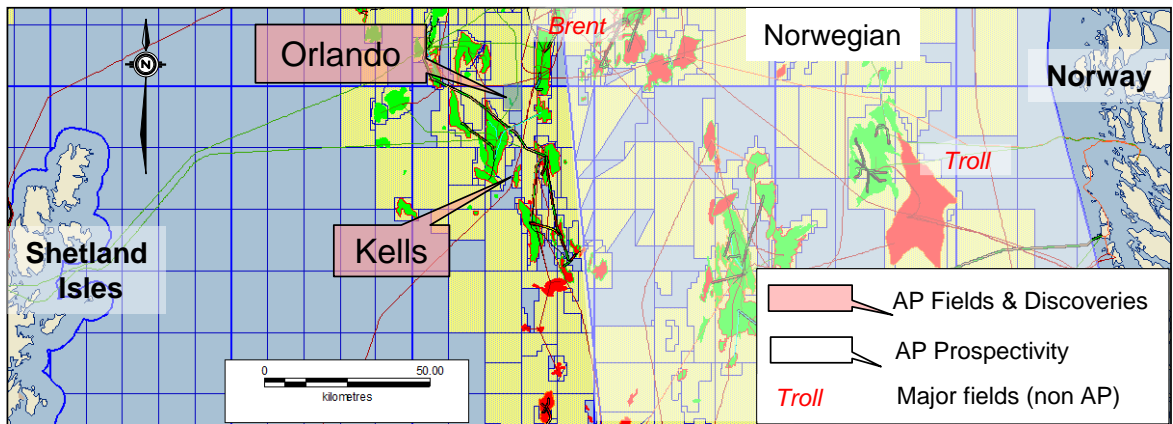 Brent
Orlando
Norwegian
Norway
N
Troll
Kells
Shetland
Isles
AP Fields & Discoveries
AP Prospectivity
0 50.00
kilometres
Troll Major fields (non AP)